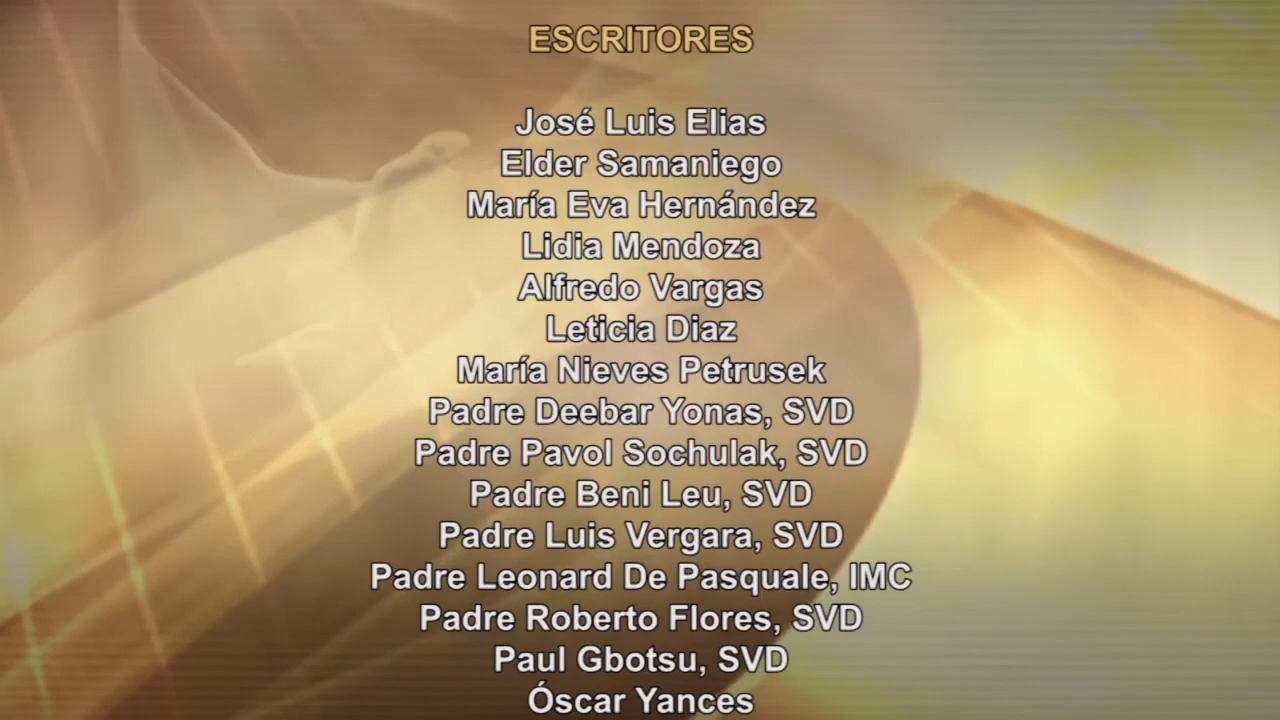 ESCRITORES
José Luis Elias
Elder Samaniego
María Eva Hernández
Lidia Mendoza
Alfredo Vargas
Leticia Diaz
María Nieves Petrusek
Padre Deebar Yonas, SVD
Padre Pavol Sochulak, SVD
Padre Beni Leu, SVD
Padre Luis Vergara, SVD
Padre Leonard De Pasquale, IMC
Padre Roberto Flores, SVD
Paul Gbotsu, SVD
Óscar Yances